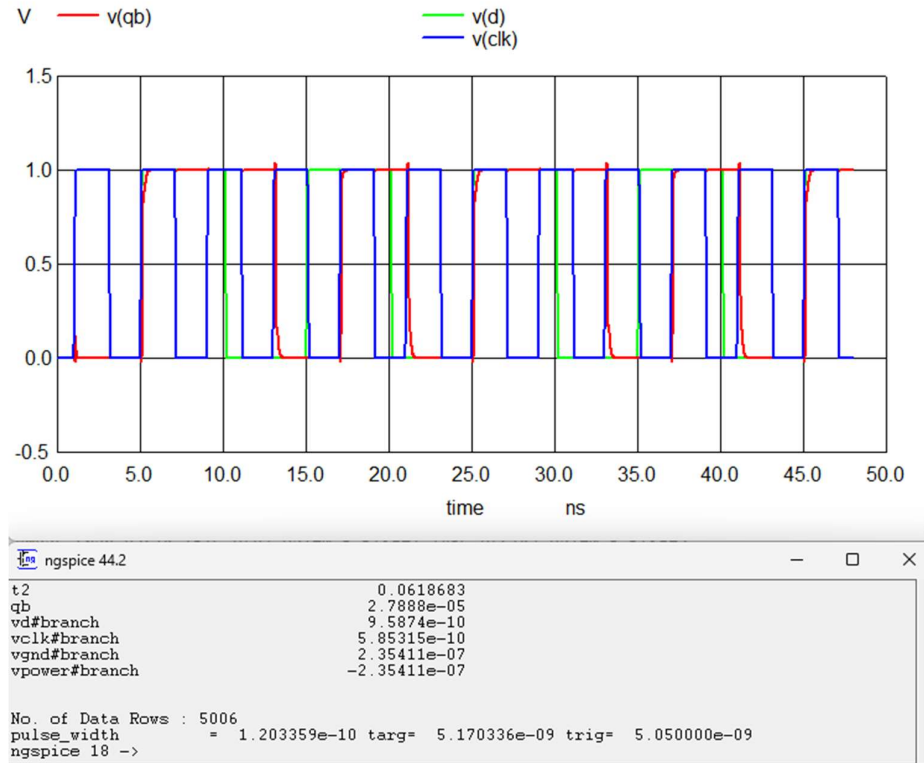 V v(qb) v(d)
v(clk)
1.5
1.0
0.5
0.0
-0.5
0.0 5.0 10.0 15.0 20.0 25.0 30.0 35.0 40.0 45.0 50.0
time ns
ngspice 44.2
t2 0.0618683
qb 2.7888e-05
vd#branch 9.5874e-10
vclk#branch 5.85315e-10
vgnd#branch 2.35411e-07
vpower#branch -2.35411e-07
No. of Data Rows : 5006
pulse_width = 1.203359e-10 targ= 5.170336e-09 trig= 5.050000e-09
ngspice 18 ->